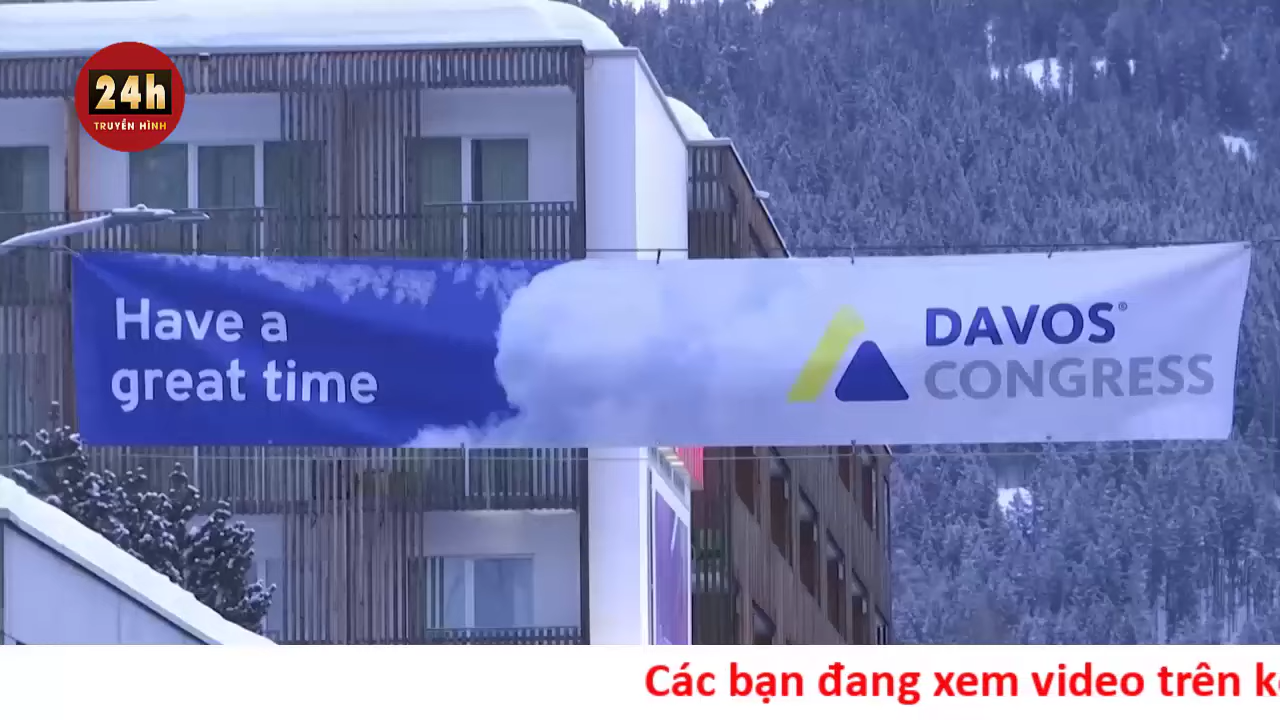 24h
TRUYỀN HÌNH
Have a
great time
DAVOS®
CONGRESS
Các bạn đang xem video trên